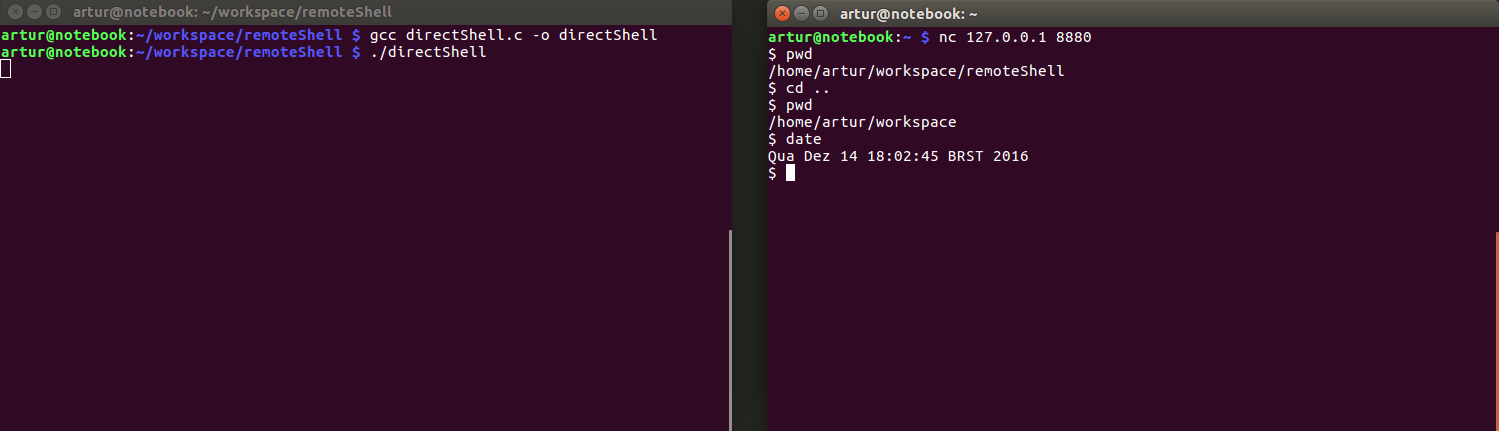 artur@notebook: ~/workspace/remoteShell
artur@notebook:~/workspace/remoteShell $ gcc directShell.c -o directShell
artur@notebook:~/workspace/remoteShell $ ./directShell
artur@notebook: ~
artur@notebook:~ $ nc 127.0.0.1 8880
$ pwd
/home/artur/workspace/remoteShell
$ cd ..
$ pwd
/home/artur/workspace
$ date
Qua Dez 14 18:02:45 BRST 2016
$